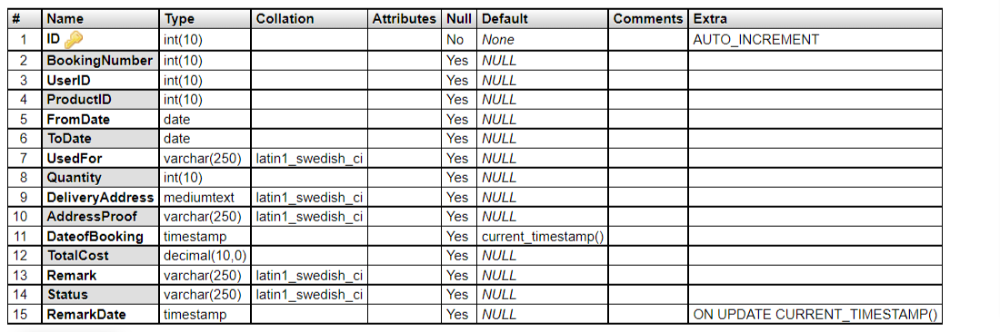 # Name Type Collation Attributes Null Default Comments Extra
1 ID int(10) No None AUTO_INCREMENT
2 BookingNumber int(10) Yes NULL
3 UserID int(10) Yes NULL
4 ProductID int(10) Yes NULL
5 FromDate date Yes NULL
6 ToDate date Yes NULL
7 UsedFor varchar(250) latin1_swedish_ci Yes NULL
8 Quantity int(10) Yes NULL
9 DeliveryAddress mediumtext latin1_swedish_ci Yes NULL
10 AddressProof varchar(250) latin1_swedish_ci Yes NULL
11 DateofBooking timestamp Yes current_timestamp()
12 TotalCost decimal(10,0) Yes NULL
13 Remark varchar(250) latin1_swedish_ci Yes NULL
14 Status varchar(250) latin1_swedish_ci Yes NULL
15 RemarkDate timestamp Yes NULL ON UPDATE CURRENT_TIMESTAMP()